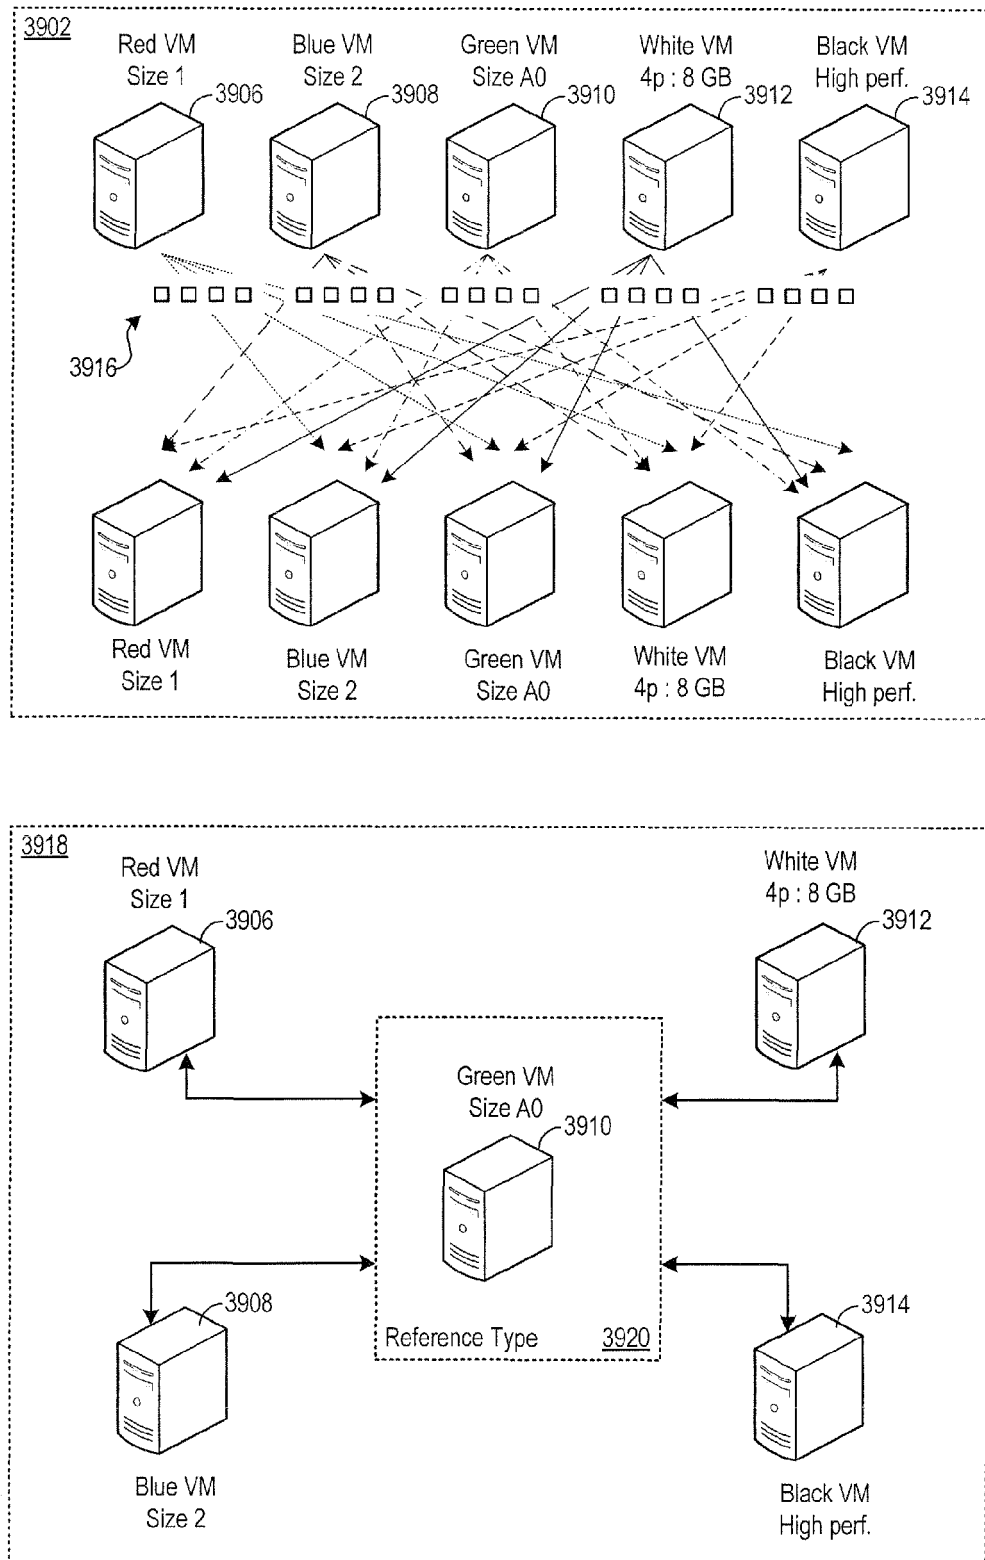 3902
Red VM
Size 1
Blue VM
Size 2
Green VM
Size A0
White VM
4p : 8 GB
Black VM
High perf.
3906
3908
3910
3912
3914
3916
Red VM
Size 1
Blue VM
Size 2
Green VM
Size A0
White VM
4p : 8 GB
Black VM
High perf.
3918
Red VM
Size 1
3906
White VM
4p : 8 GB
3912
Green VM
Size A0
3910
Reference Type
3920
3908
Blue VM
Size 2
3914
Black VM
High perf.